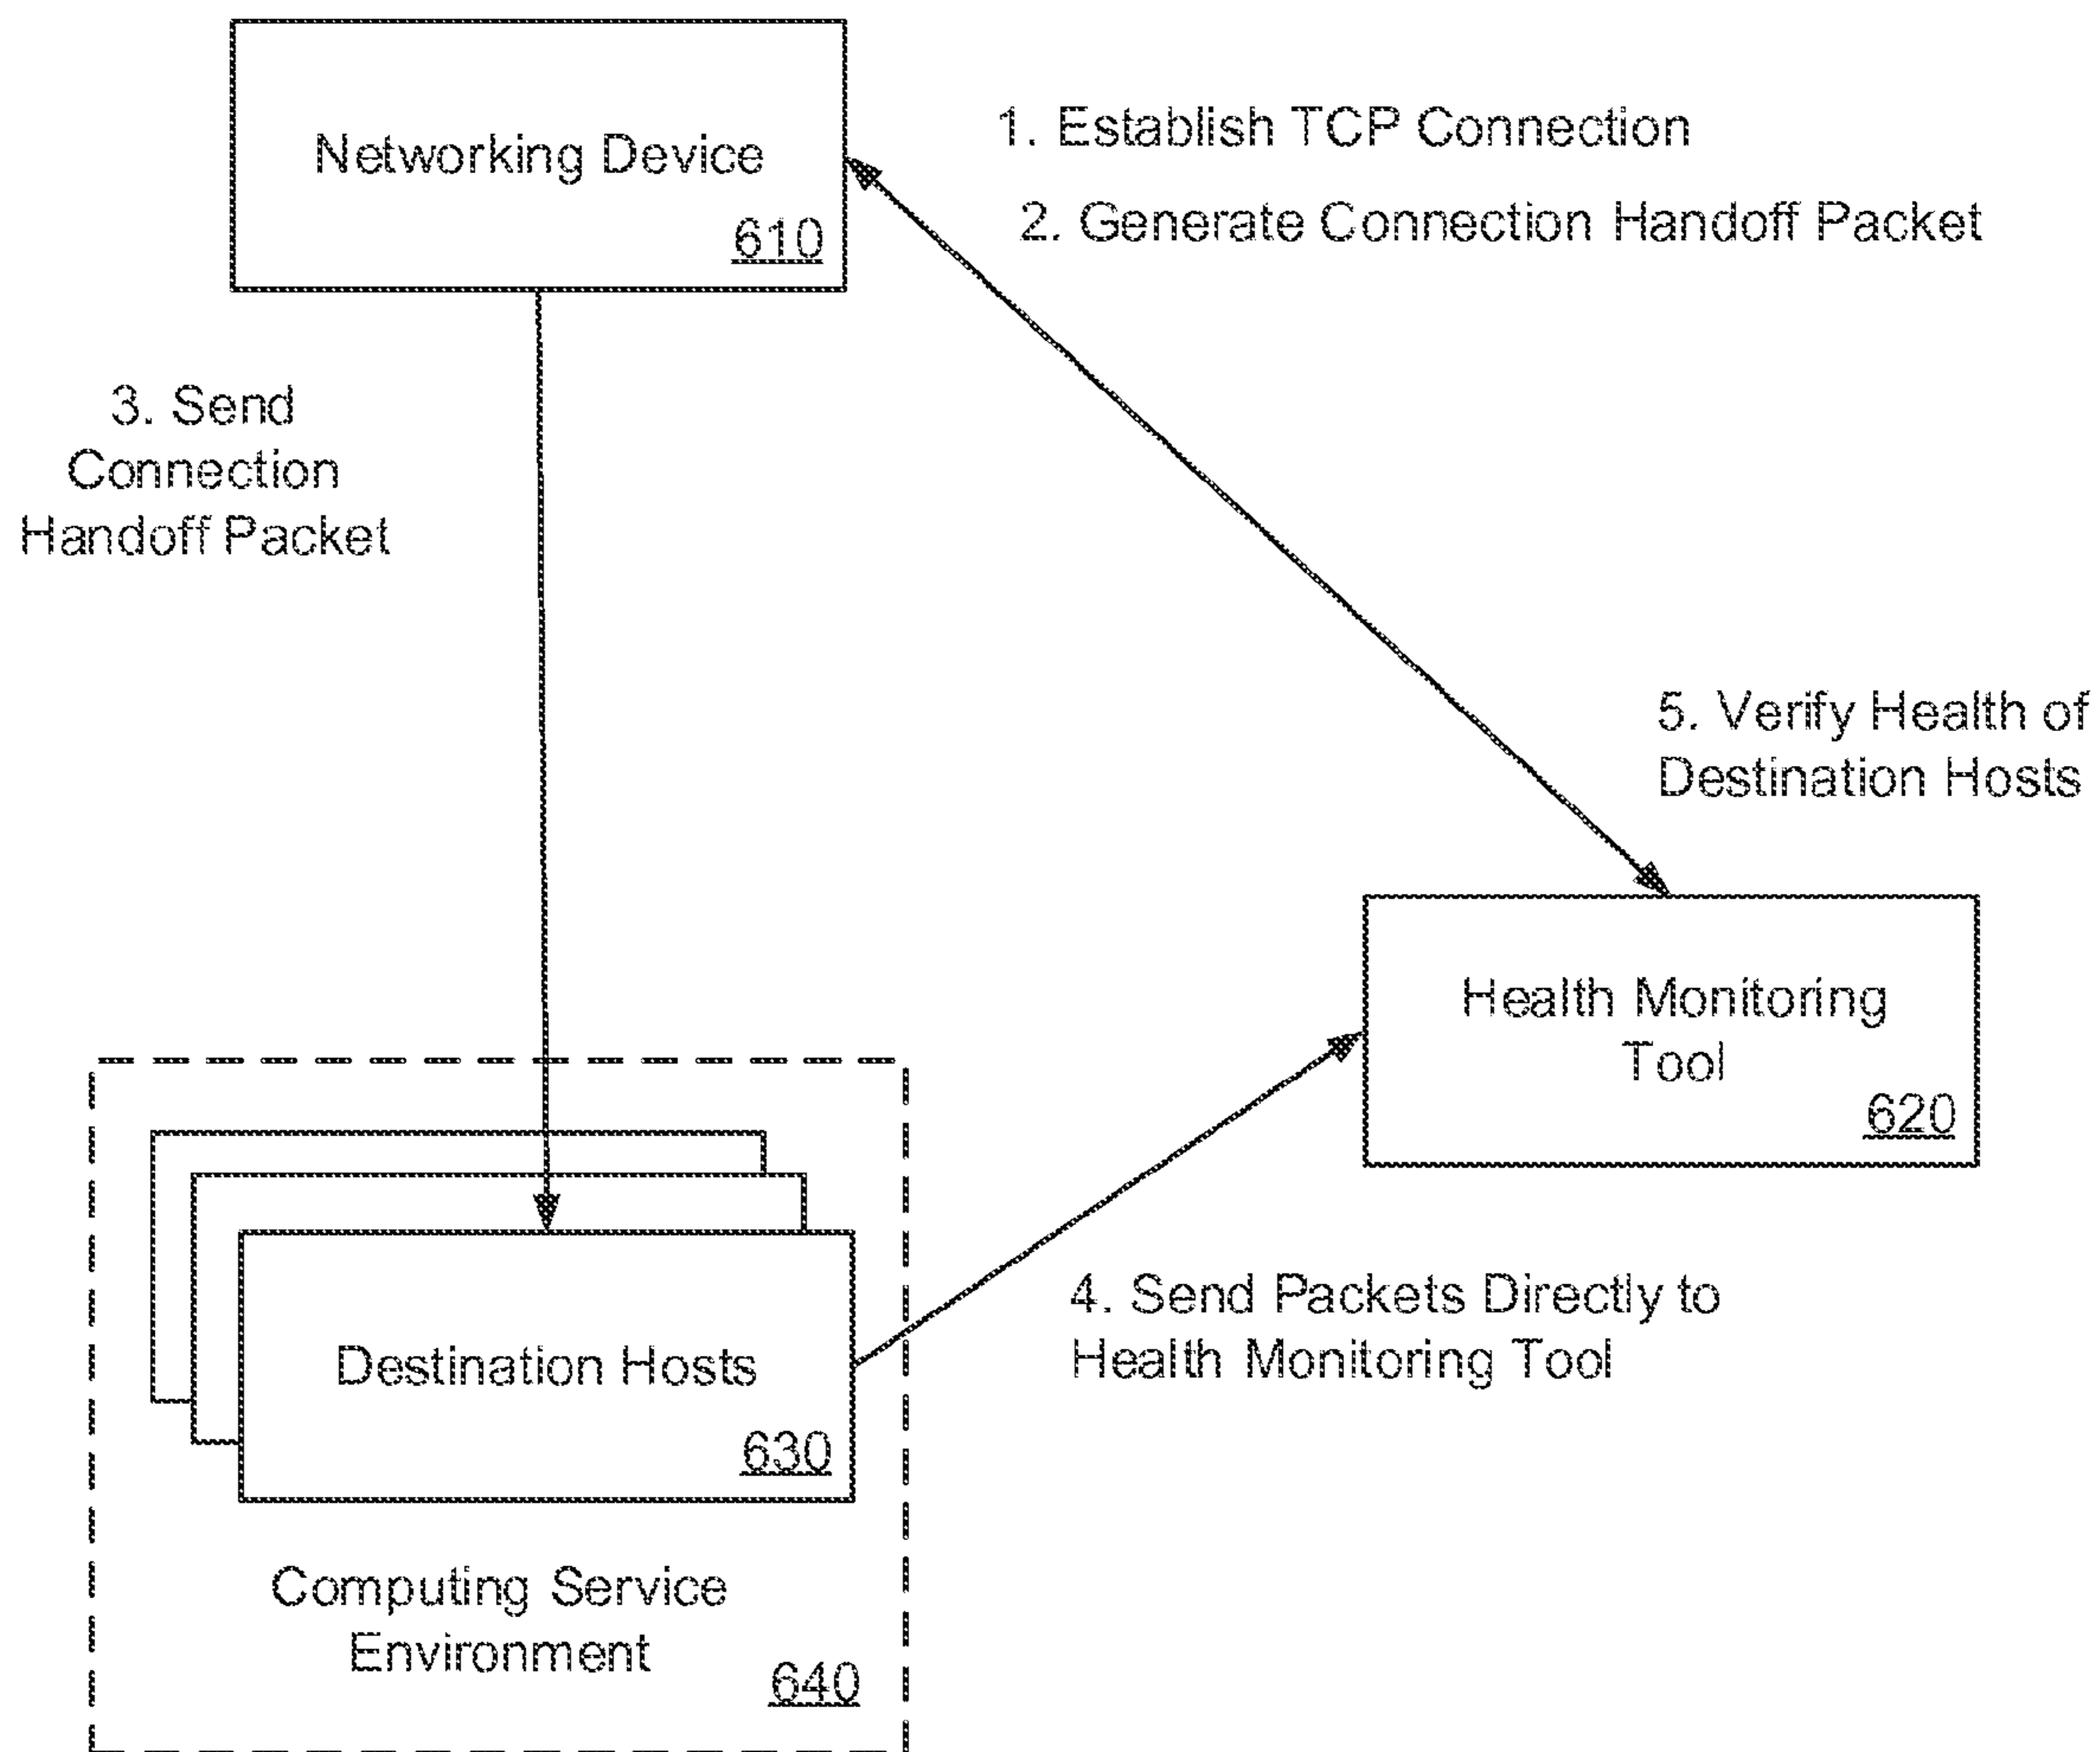 Networking Device
610
1. Establish TCP Connection
2. Generate Connection Handoff Packet
3. Send
Connection
Handoff Packet
5. Verify Health of
Destination Hosts
Health Monitoring
Tool
620
4. Send Packets Directly to
Health Monitoring Tool
Destination Hosts
630
Computing Service
Environment
640